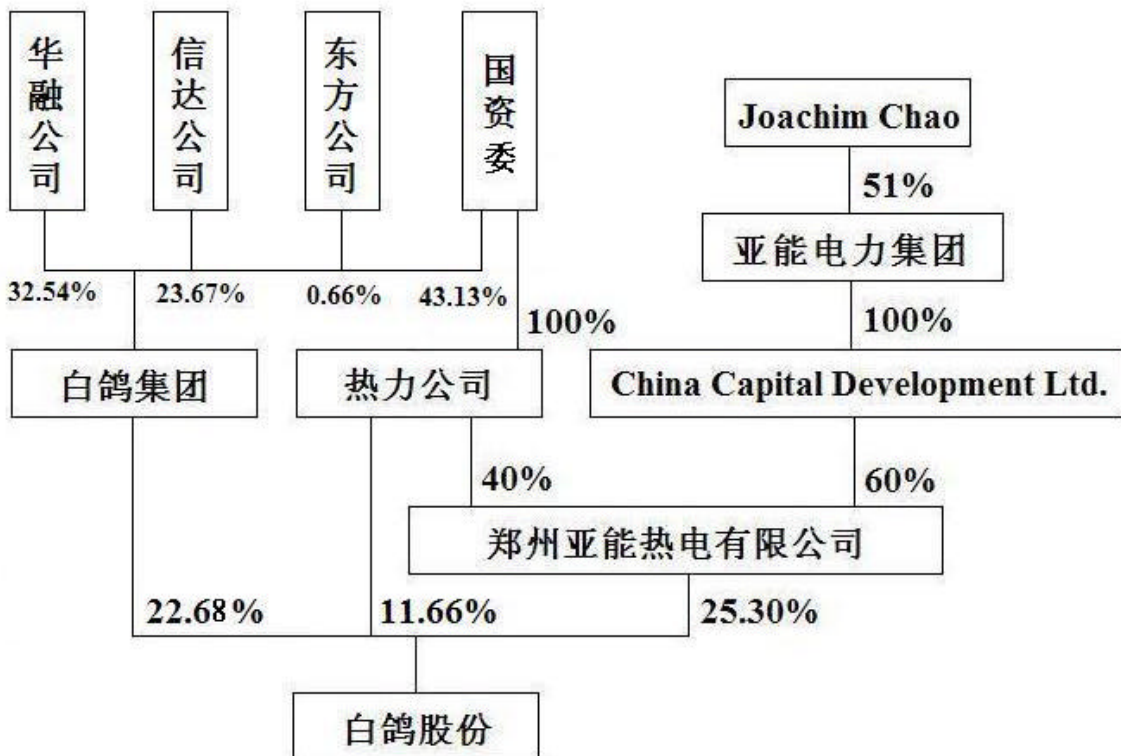 华融公司
信达公司
东方公司
国资委
Joachim Chao
51%
亚能电力集团
32.54%
23.67%
0.66%
43.13%
100%
100%
白鸽集团
热力公司
China Capital Development Ltd.
40%
60%
郑州亚能热电有限公司
22.68%
11.66%
25.30%
白鸽股份